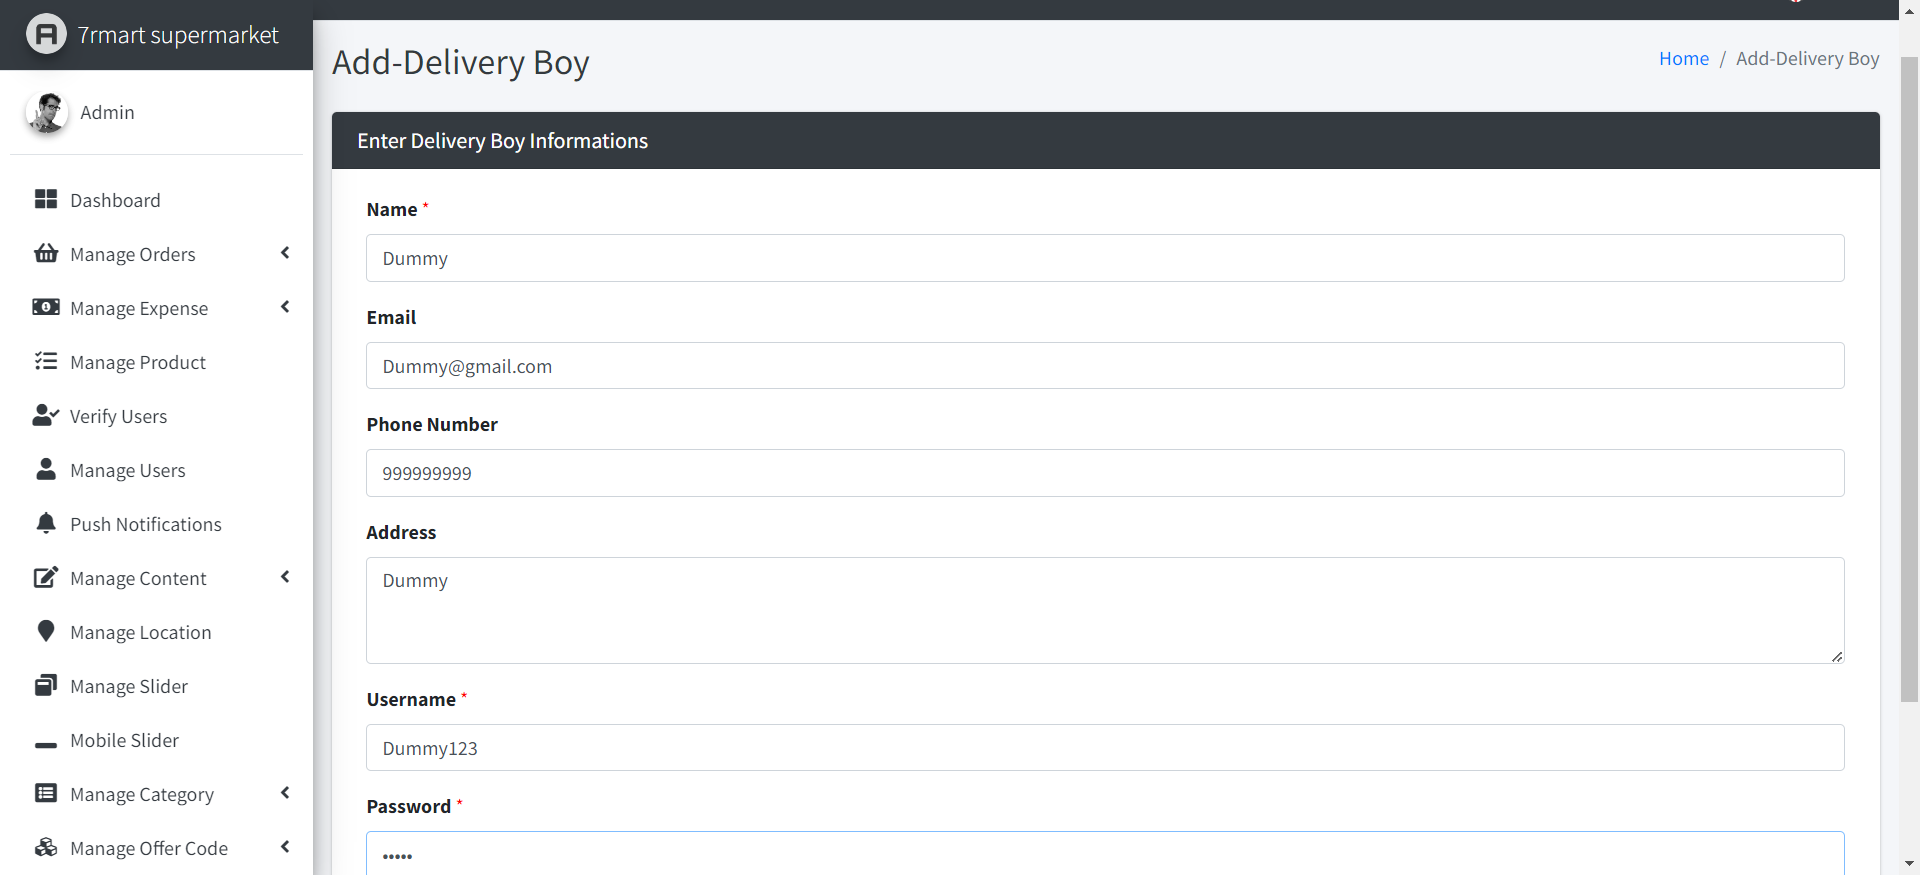 7rmart supermarket
Admin
Dashboard
Manage Orders
Manage Expense
Manage Product
Verify Users
Manage Users
Push Notifications
Manage Content
Manage Location
Manage Slider
Mobile Slider
Manage Category
Manage Offer Code
Add-Delivery Boy
Home / Add-Delivery Boy
Enter Delivery Boy Informations
Name *
Dummy
Email
Dummy@gmail.com
Phone Number
999999999
Address
Dummy
Username *
Dummy123
Password *
•••••